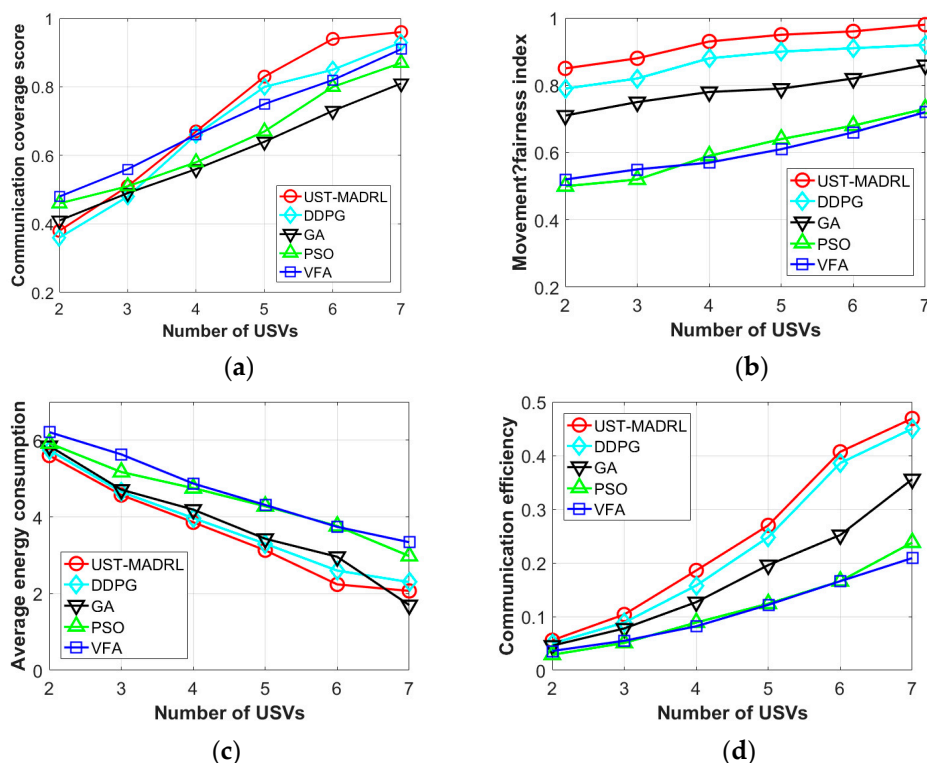 Communication coverage score
1
0.8
0.6
0.4
0.2
UST-MADRL
DDPG
GA
PSO
VFA
2 3 4 5 6 7
Number of USVs
(a)
Movement?fairness index
1
0.8
0.6
0.4
0.2
UST-MADRL
DDPG
GA
PSO
VFA
2 3 4 5 6 7
Number of USVs
(b)
Average energy consumption
6
4
2
0
UST-MADRL
DDPG
GA
PSO
VFA
2 3 4 5 6 7
Number of USVs
(c)
Communication efficiency
0.5
0.4
0.3
0.2
0.1
0
UST-MADRL
DDPG
GA
PSO
VFA
2 3 4 5 6 7
Number of USVs
(d)